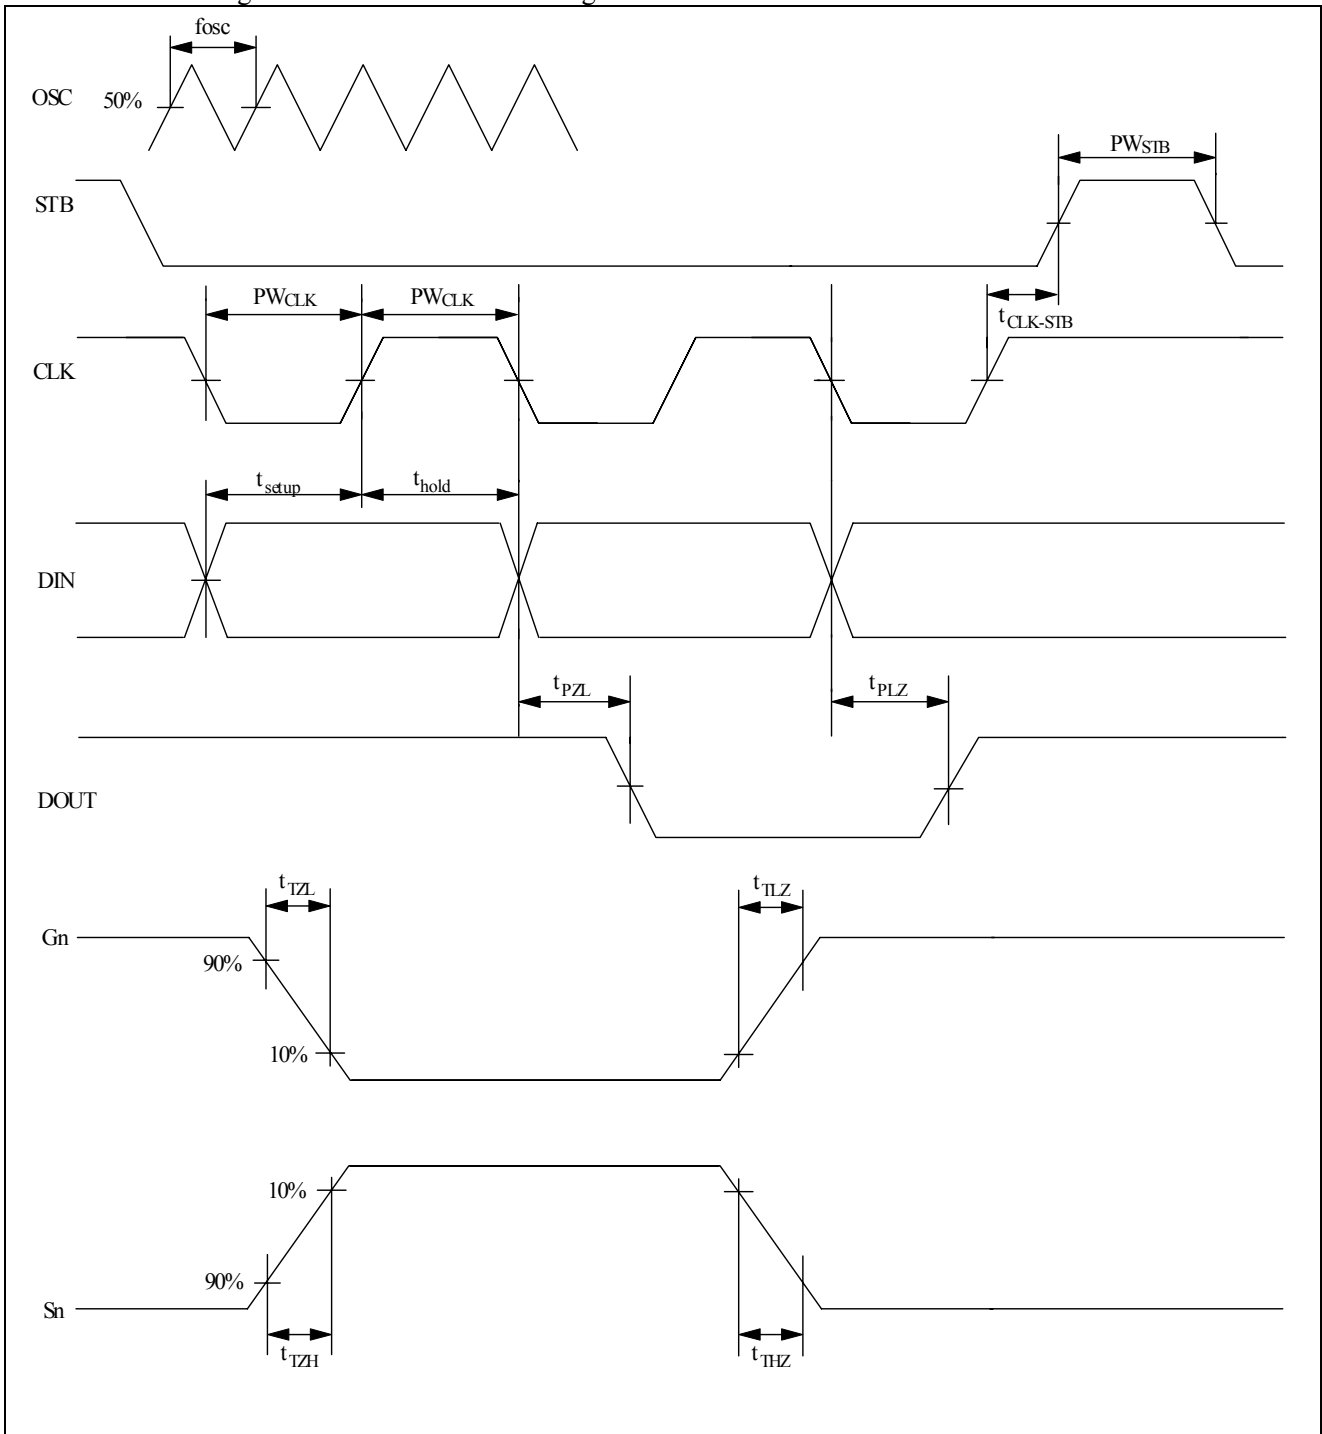 fosc
OSC
50%
PWSTB
STB
PWCLK
PWCLK
tCLK-STB
CLK
tsetup
thold
DIN
tPZL
tPLZ
DOUT
tTZL
tTLZ
Gn
90%
10%
10%
90%
Sn
tTZH
tTHZ